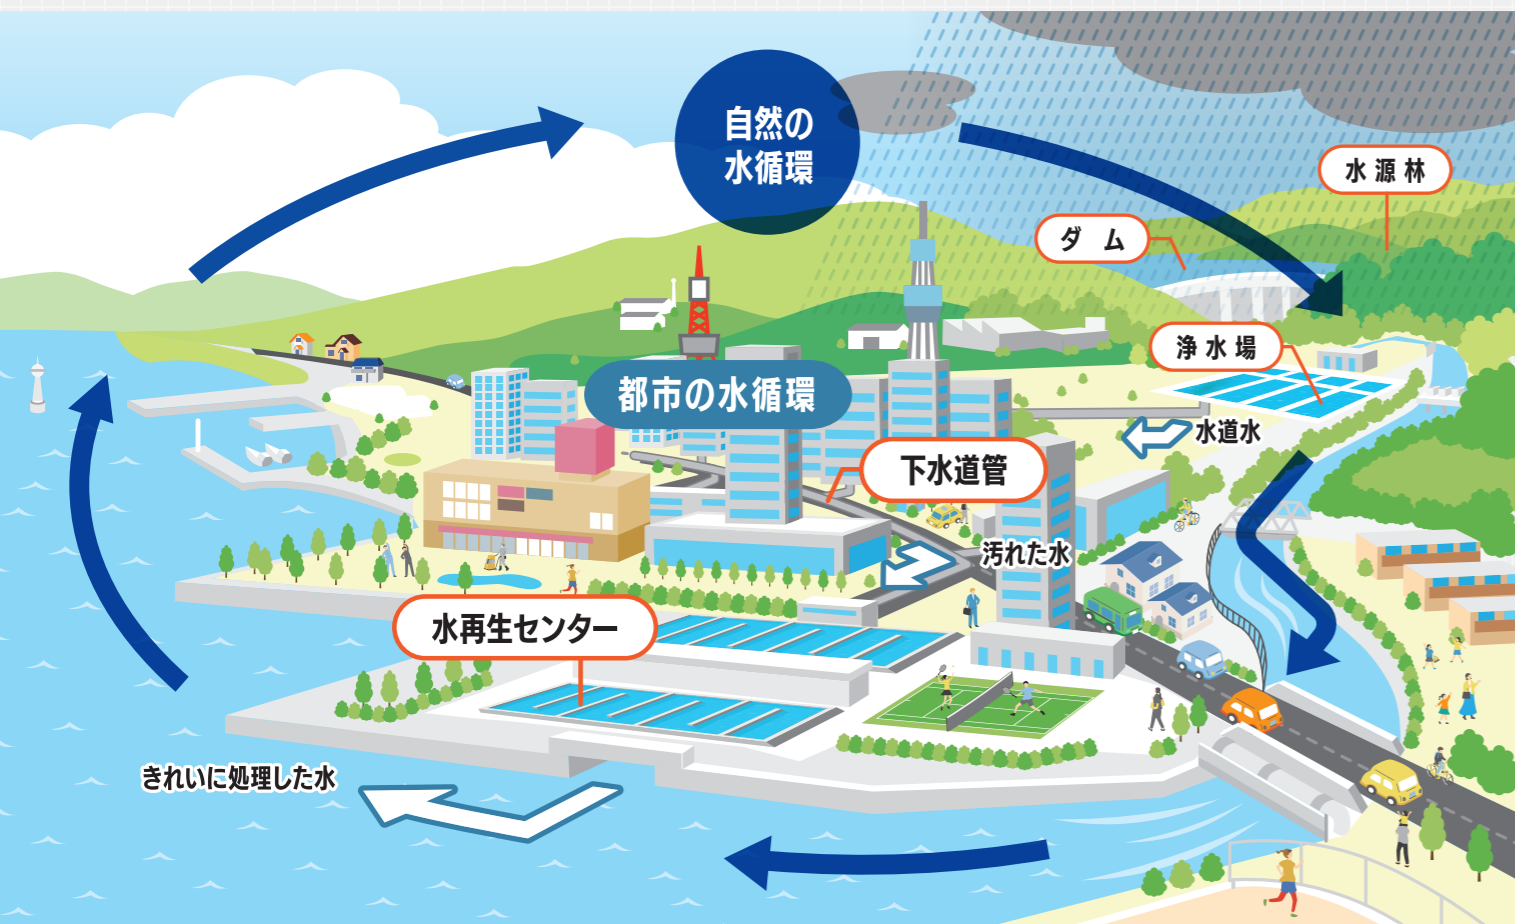 自然の
水循環
水源林
ダム
浄水場
都市の水循環
水道水
下水道管
汚れた水
水再生センター
きれいに処理した水